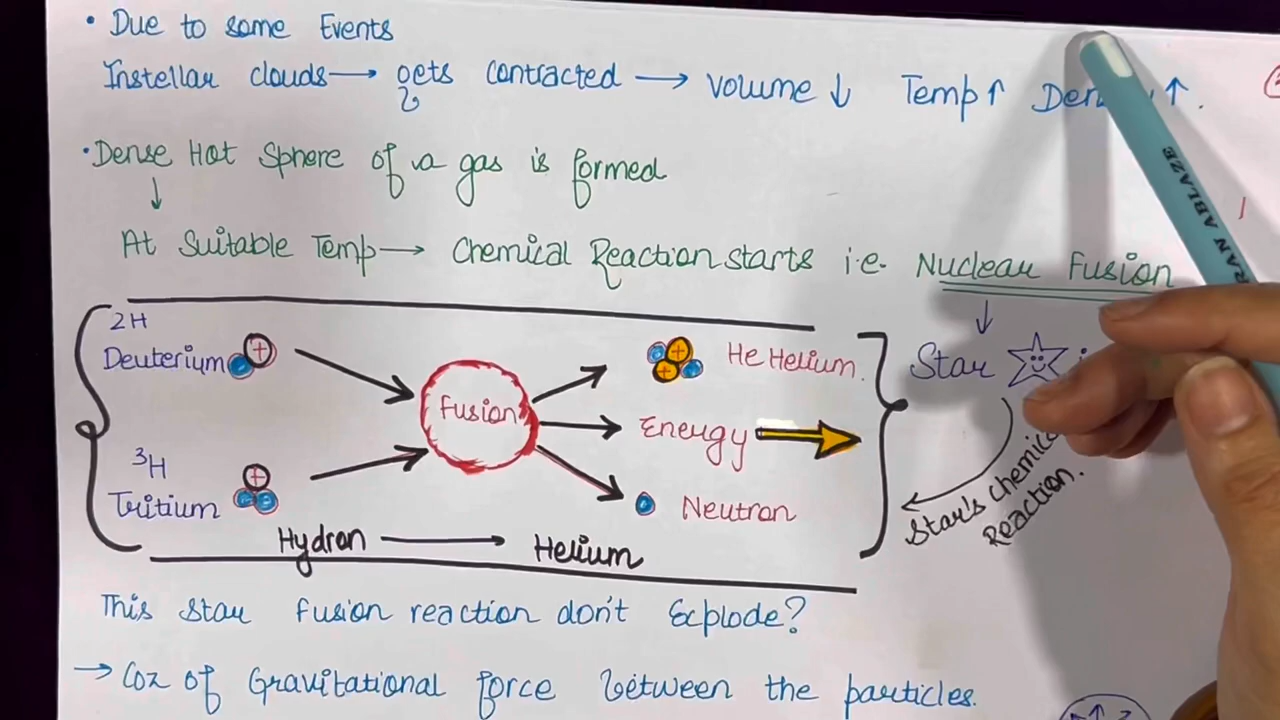 • Due to some Events
Instellar clouds → gets contracted → volume ↓ Temp ↑ ↑.
• Dense Hot Sphere of a gas is formed
↓
At Suitable Temp → Chemical Reaction starts i.e. Nuclear Fusion
↓
2H
Deuterium
+
Fusion
+
+
He Helium.
Star
Energy
3H
Tritium
+
Neutron
Star's Chemical
Reaction.
Hydron → Helium
This Star Fusion reaction don't Ecplode?
→ Coz of Gravitational force between the particles.
RAN ABLAZE